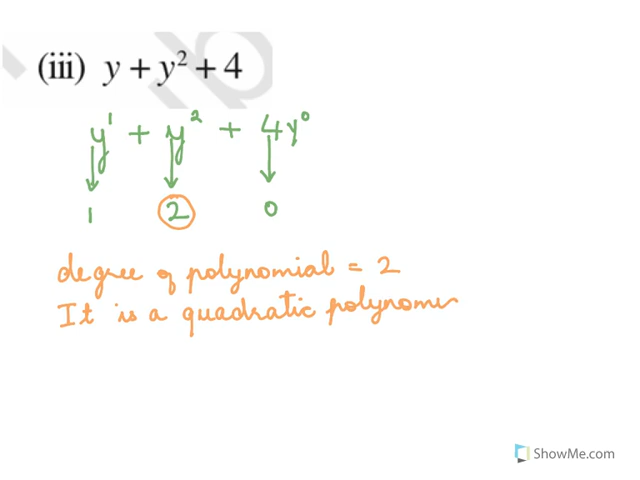 (iii) y + y² + 4
y¹ + y² + 4y⁰
1 2 0
degree of polynomial = 2
It is a quadratic polynom
ShowMe.com